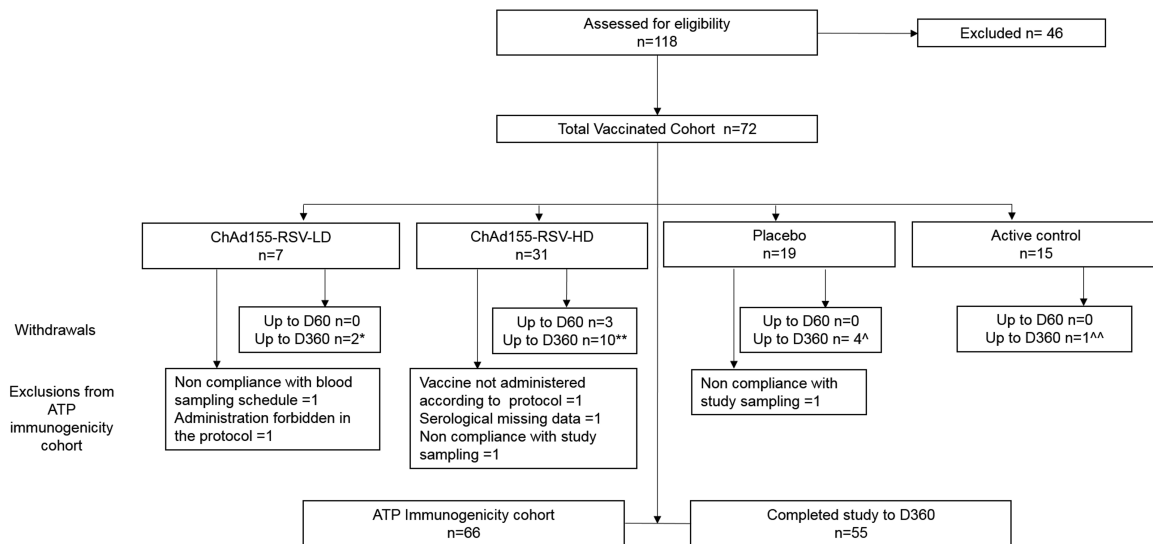 Assessed for eligibility
n=118
Excluded n= 46
Total Vaccinated Cohort n=72
ChAd155-RSV-LD
n=7
ChAd155-RSV-HD
n=31
Placebo
n=19
Active control
n=15
Withdrawals
Up to D60 n=0
Up to D360 n=2*
Up to D60 n=3
Up to D360 n=10**
Up to D60 n=0
Up to D360 n= 4^
Up to D60 n=0
Up to D360 n=1^^
Exclusions from
ATP
immunogenicity
cohort
Non compliance with blood
sampling schedule =1
Administration forbidden in
the protocol =1
Vaccine not administered
according to protocol =1
Serological missing data =1
Non compliance with study
sampling =1
Non compliance with
study sampling =1
ATP Immunogenicity cohort
n=66
Completed study to D360
n=55